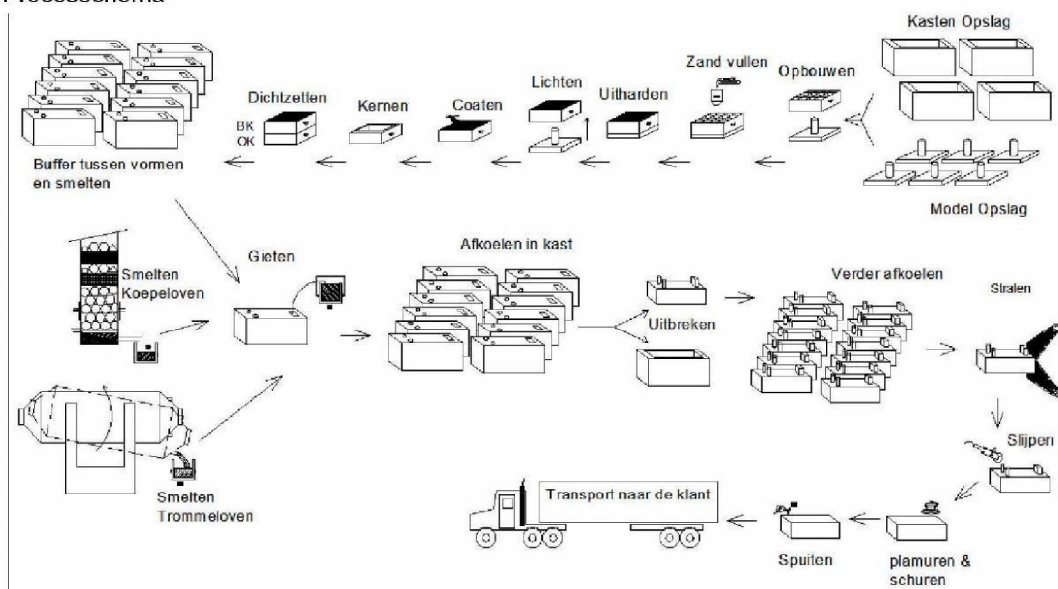 Processchema
Kasten Opslag
Zand vullen
Opbouwen
Lichten
Uitharden
Dichtzetten
Kernen
Coaten
BK
OK
Buffer tussen vormen
en smelten
Model Opslag
Smelten
Koepeloven
Gieten
Afkoelen in kast
Uitbreken
Verder afkoelen
Stralen
Slijpen
Smelten
Trommeloven
Transport naar de klant
Spuiten
plamuren &
schuren